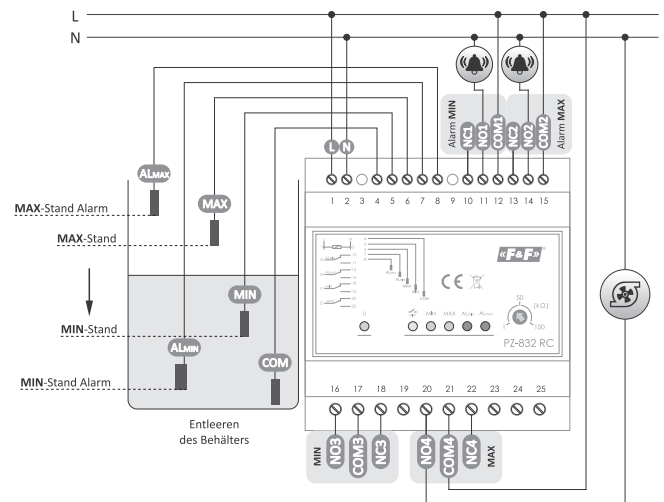 L
N
Alarm MIN
NC1
NO1
COM1
NC2
NO2
COM2
Alarm MAX
L
N
ALMAX
MAX
MAX-Stand Alarm
MAX-Stand
MIN
MIN-Stand
ALMIN
COM
MIN-Stand Alarm
Entleeren
des Behälters
1 2 3 4 5 6 7 8 9 10 11 12 13 14 15
«F&F»
CE
50
[kΩ]
1
100
U
MIN MAX ALMIN ALMAX
PZ-832 RC
16 17 18 19 20 21 22 23 24 25
MIN
NO3
COM3
NC3
NO4
COM4
NC4
MAX